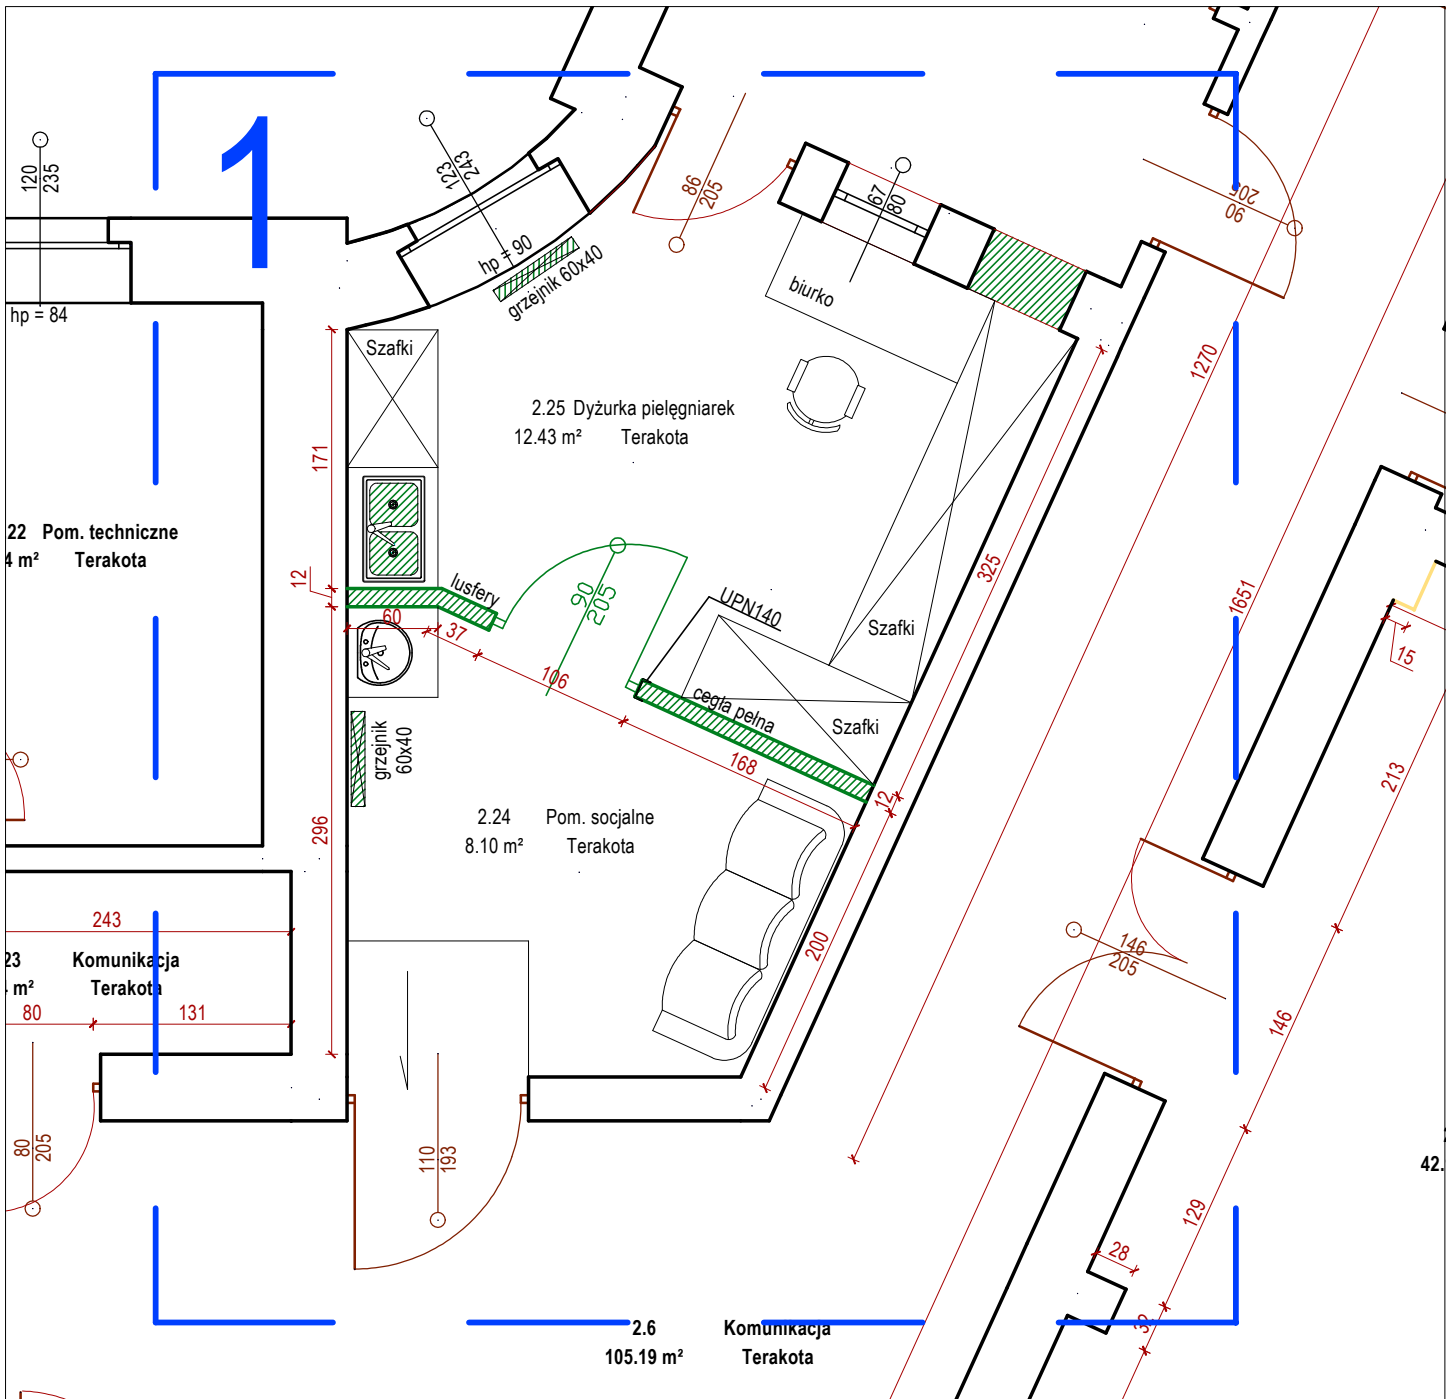 1
120
235
hp = 84
123
243
hp = 90
grzejnik 60x40
86
205
67
80
90
205
biurko
Szafki
2.25 Dyżurka pielęgniarek
12.43 m² Terakota
171
1270
22 Pom. techniczne
4 m² Terakota
12
lusfery
90
205
UPN140
325
1651
60
37
106
Szafki
15
cegła pełna
Szafki
168
grzejnik
60x40
12
213
296
2.24 Pom. socjalne
8.10 m² Terakota
243
200
146
205
23 Komunikacja
m² Terakota
80
131
146
80
205
110
193
42.
129
28
32
2.6 Komunikacja
105.19 m² Terakota